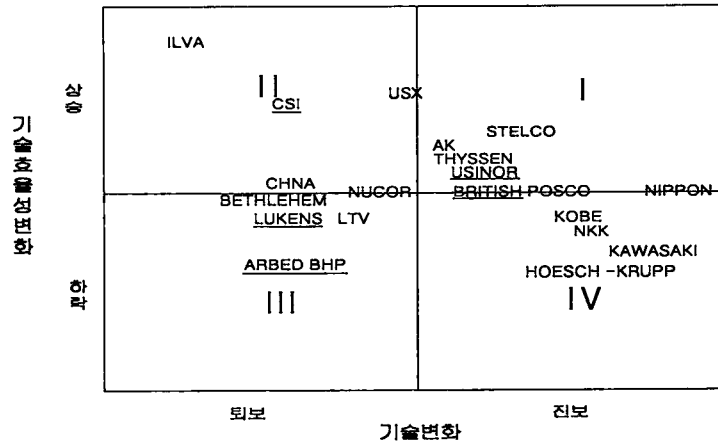 ILVA
II
I
CSI
USX
STELCO
AK
THYSSEN
USINOR
CHNA
NUCOR
BRITISH POSCO
NIPPON
BETHLEHEM
LUKENS LTV
KOBE
NKK
KAWASAKI
ARBED BHP
HOESCH -KRUPP
III
IV
상승
하락
기술효율성변화
퇴보
진보
기술변화